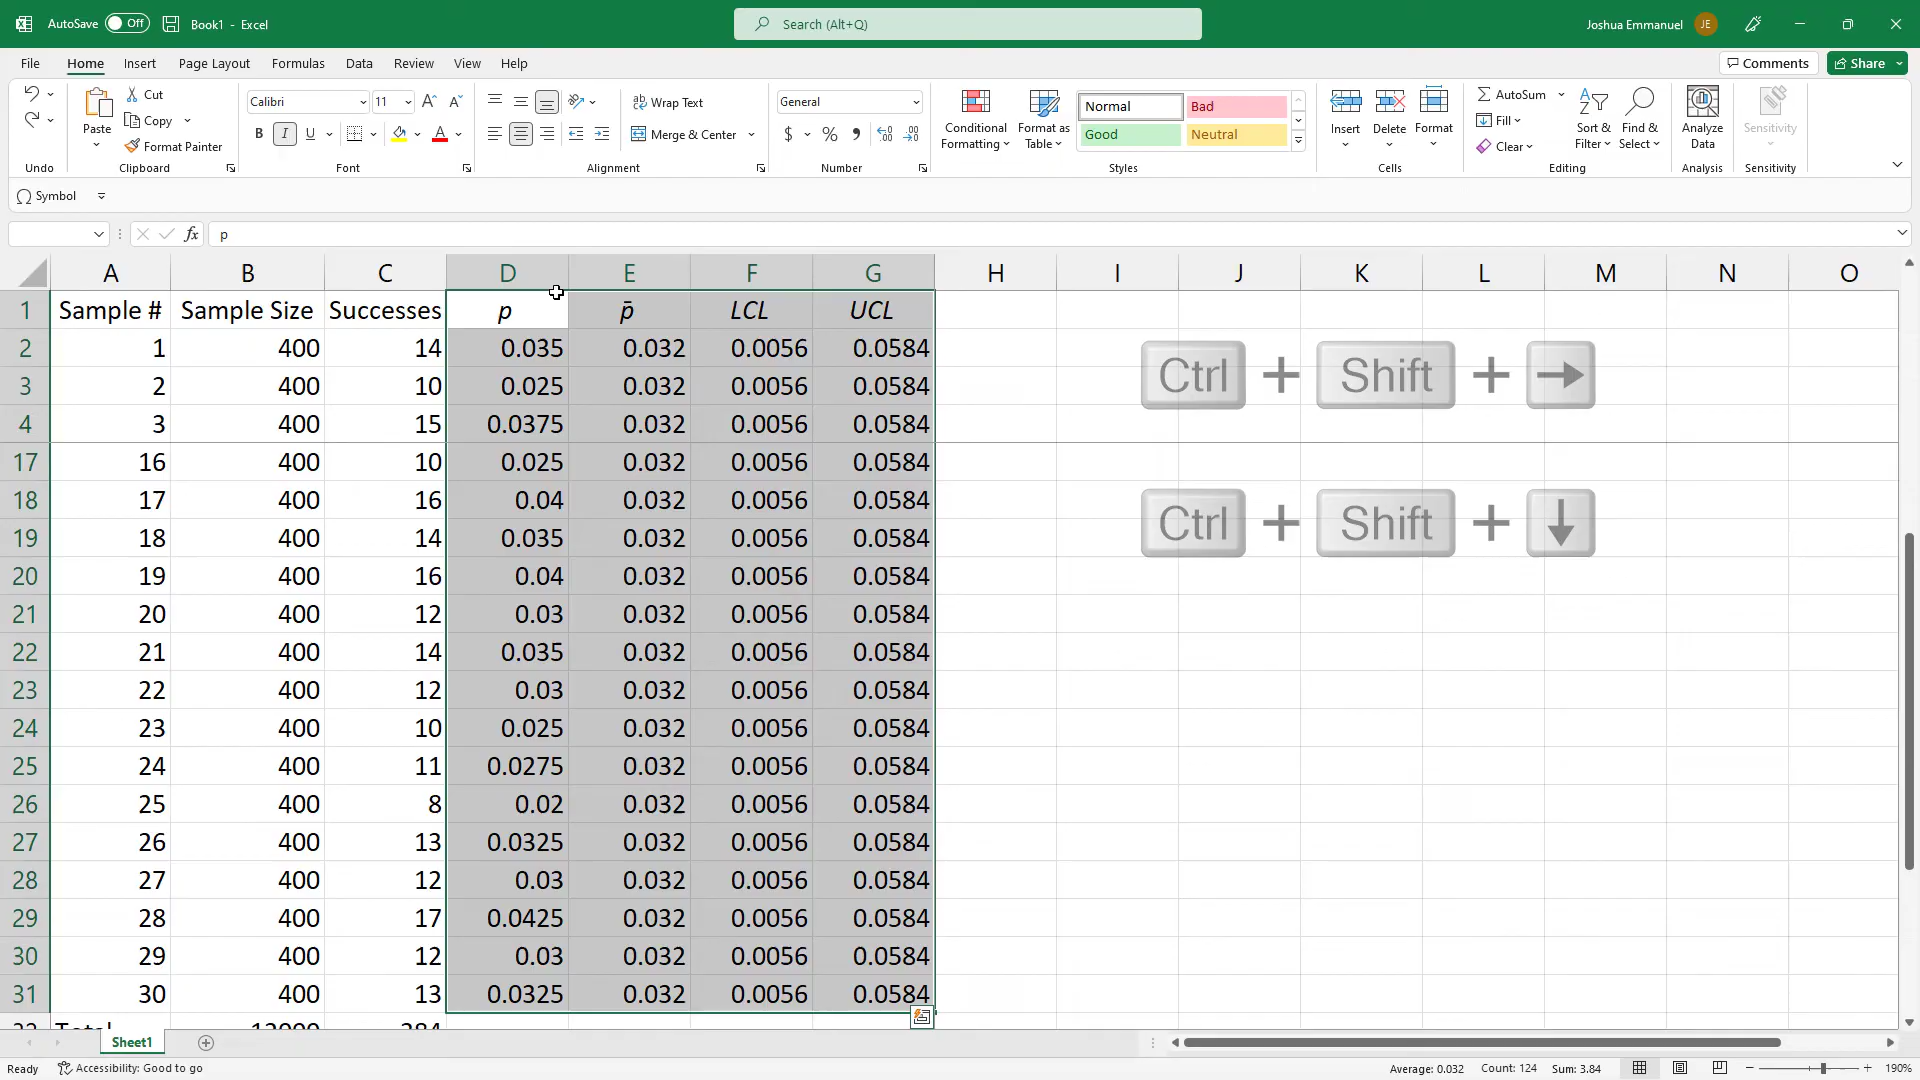 AutoSave Off Book1 - Excel Search (Alt+Q) Joshua Emmanuel JE
File Home Insert Page Layout Formulas Data Review View Help Comments Share
Paste Cut Copy Format Painter
Calibri 11 B I U A A A
Wrap Text Merge & Center
General $ % 9 .00
Conditional Formatting Format as Table
Normal Bad
Good Neutral
Insert Delete Format
AutoSum Fill Clear
Sort & Filter Find & Select
Analyze Data Sensitivity
Undo Clipboard Font Alignment Number Styles Cells Editing Analysis Sensitivity
Symbol
fx p
A B C D E F G H I J K L M N O
1 Sample # Sample Size Successes p p̄ LCL UCL
2 1 400 14 0.035 0.032 0.0056 0.0584
3 2 400 10 0.025 0.032 0.0056 0.0584
4 3 400 15 0.0375 0.032 0.0056 0.0584
17 16 400 10 0.025 0.032 0.0056 0.0584
18 17 400 16 0.04 0.032 0.0056 0.0584
19 18 400 14 0.035 0.032 0.0056 0.0584
20 19 400 16 0.04 0.032 0.0056 0.0584
21 20 400 12 0.03 0.032 0.0056 0.0584
22 21 400 14 0.035 0.032 0.0056 0.0584
23 22 400 12 0.03 0.032 0.0056 0.0584
24 23 400 10 0.025 0.032 0.0056 0.0584
25 24 400 11 0.0275 0.032 0.0056 0.0584
26 25 400 8 0.02 0.032 0.0056 0.0584
27 26 400 13 0.0325 0.032 0.0056 0.0584
28 27 400 12 0.03 0.032 0.0056 0.0584
29 28 400 17 0.0425 0.032 0.0056 0.0584
30 29 400 12 0.03 0.032 0.0056 0.0584
31 30 400 13 0.0325 0.032 0.0056 0.0584
32 Total 12000 384
Ctrl + Shift + →
Ctrl + Shift + ↓
Sheet1
Ready Accessibility: Good to go Average: 0.032 Count: 124 Sum: 3.84 190%